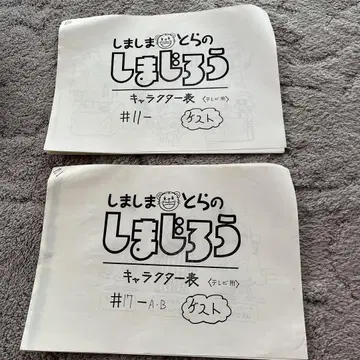 しましまとらの
しまじろう
キャラクター表 〈テレビ用〉
#11- ゲスト
しましまとらの
しまじろう
キャラクター表 〈テレビ用〉
#17-A·B ゲスト